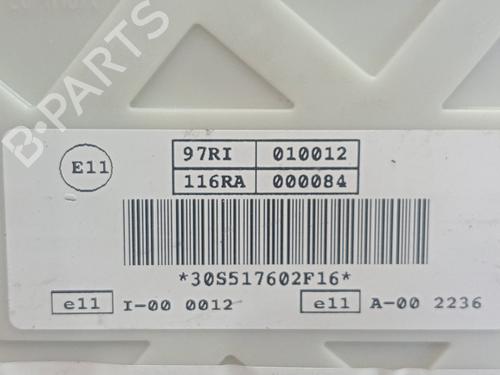 B-PARTS
E11
97RI 010012
116RA 000084
*30S517602F16*
e11 I-00 0012 e11 A-00 2236